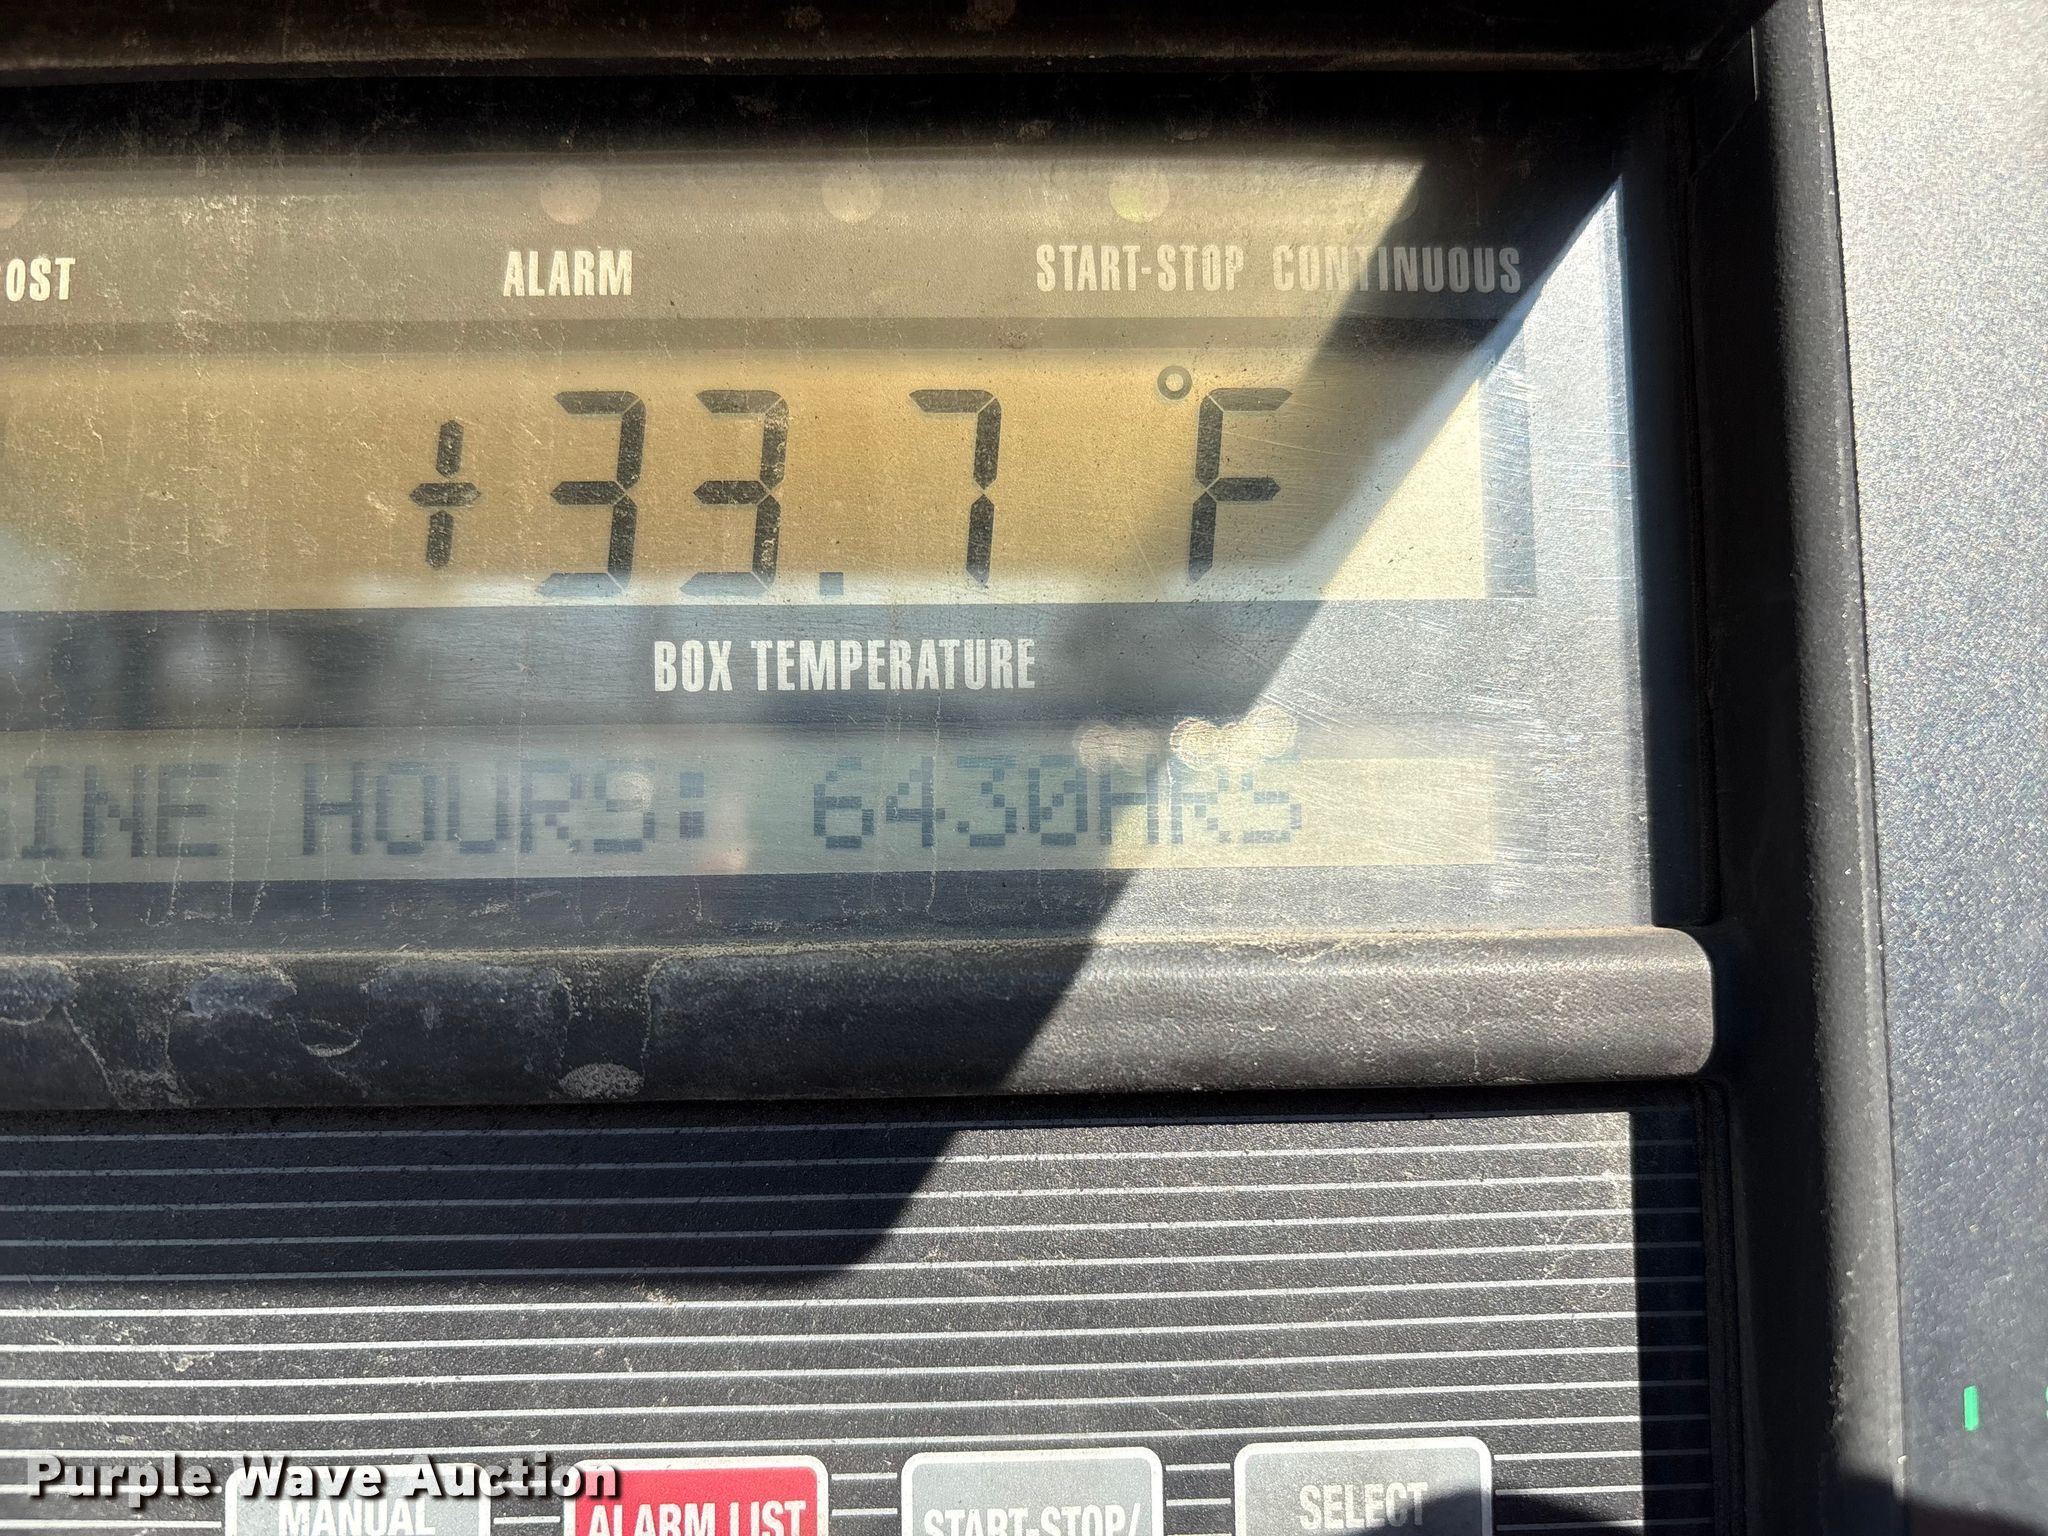 OST ALARM START-STOP CONTINUOUS
+33.7 °F
BOX TEMPERATURE
GINE HOURS: 6430HRS
Purple Wave Auction
MANUAL ALARM LIST START-STOP/ SELECT